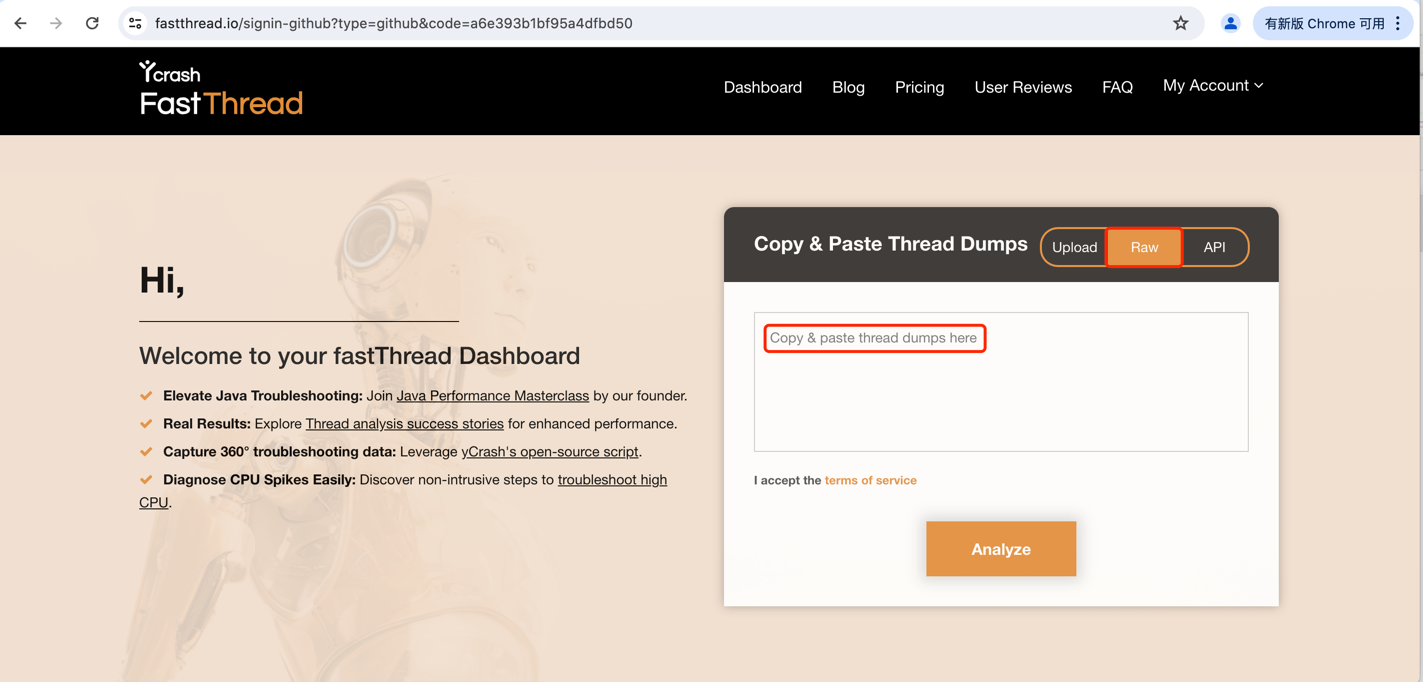 fastthread.io/signin-github?type=github&code=a6e393b1bf95a4dfbd50
有新版 Chrome 可用
Ycrash
FastThread
Dashboard
Blog
Pricing
User Reviews
FAQ
My Account
Hi,
Welcome to your fastThread Dashboard
Elevate Java Troubleshooting: Join Java Performance Masterclass by our founder.
Real Results: Explore Thread analysis success stories for enhanced performance.
Capture 360° troubleshooting data: Leverage yCrash's open-source script.
Diagnose CPU Spikes Easily: Discover non-intrusive steps to troubleshoot high
CPU.
Copy & Paste Thread Dumps
Upload
Raw
API
Copy & paste thread dumps here
I accept the terms of service
Analyze